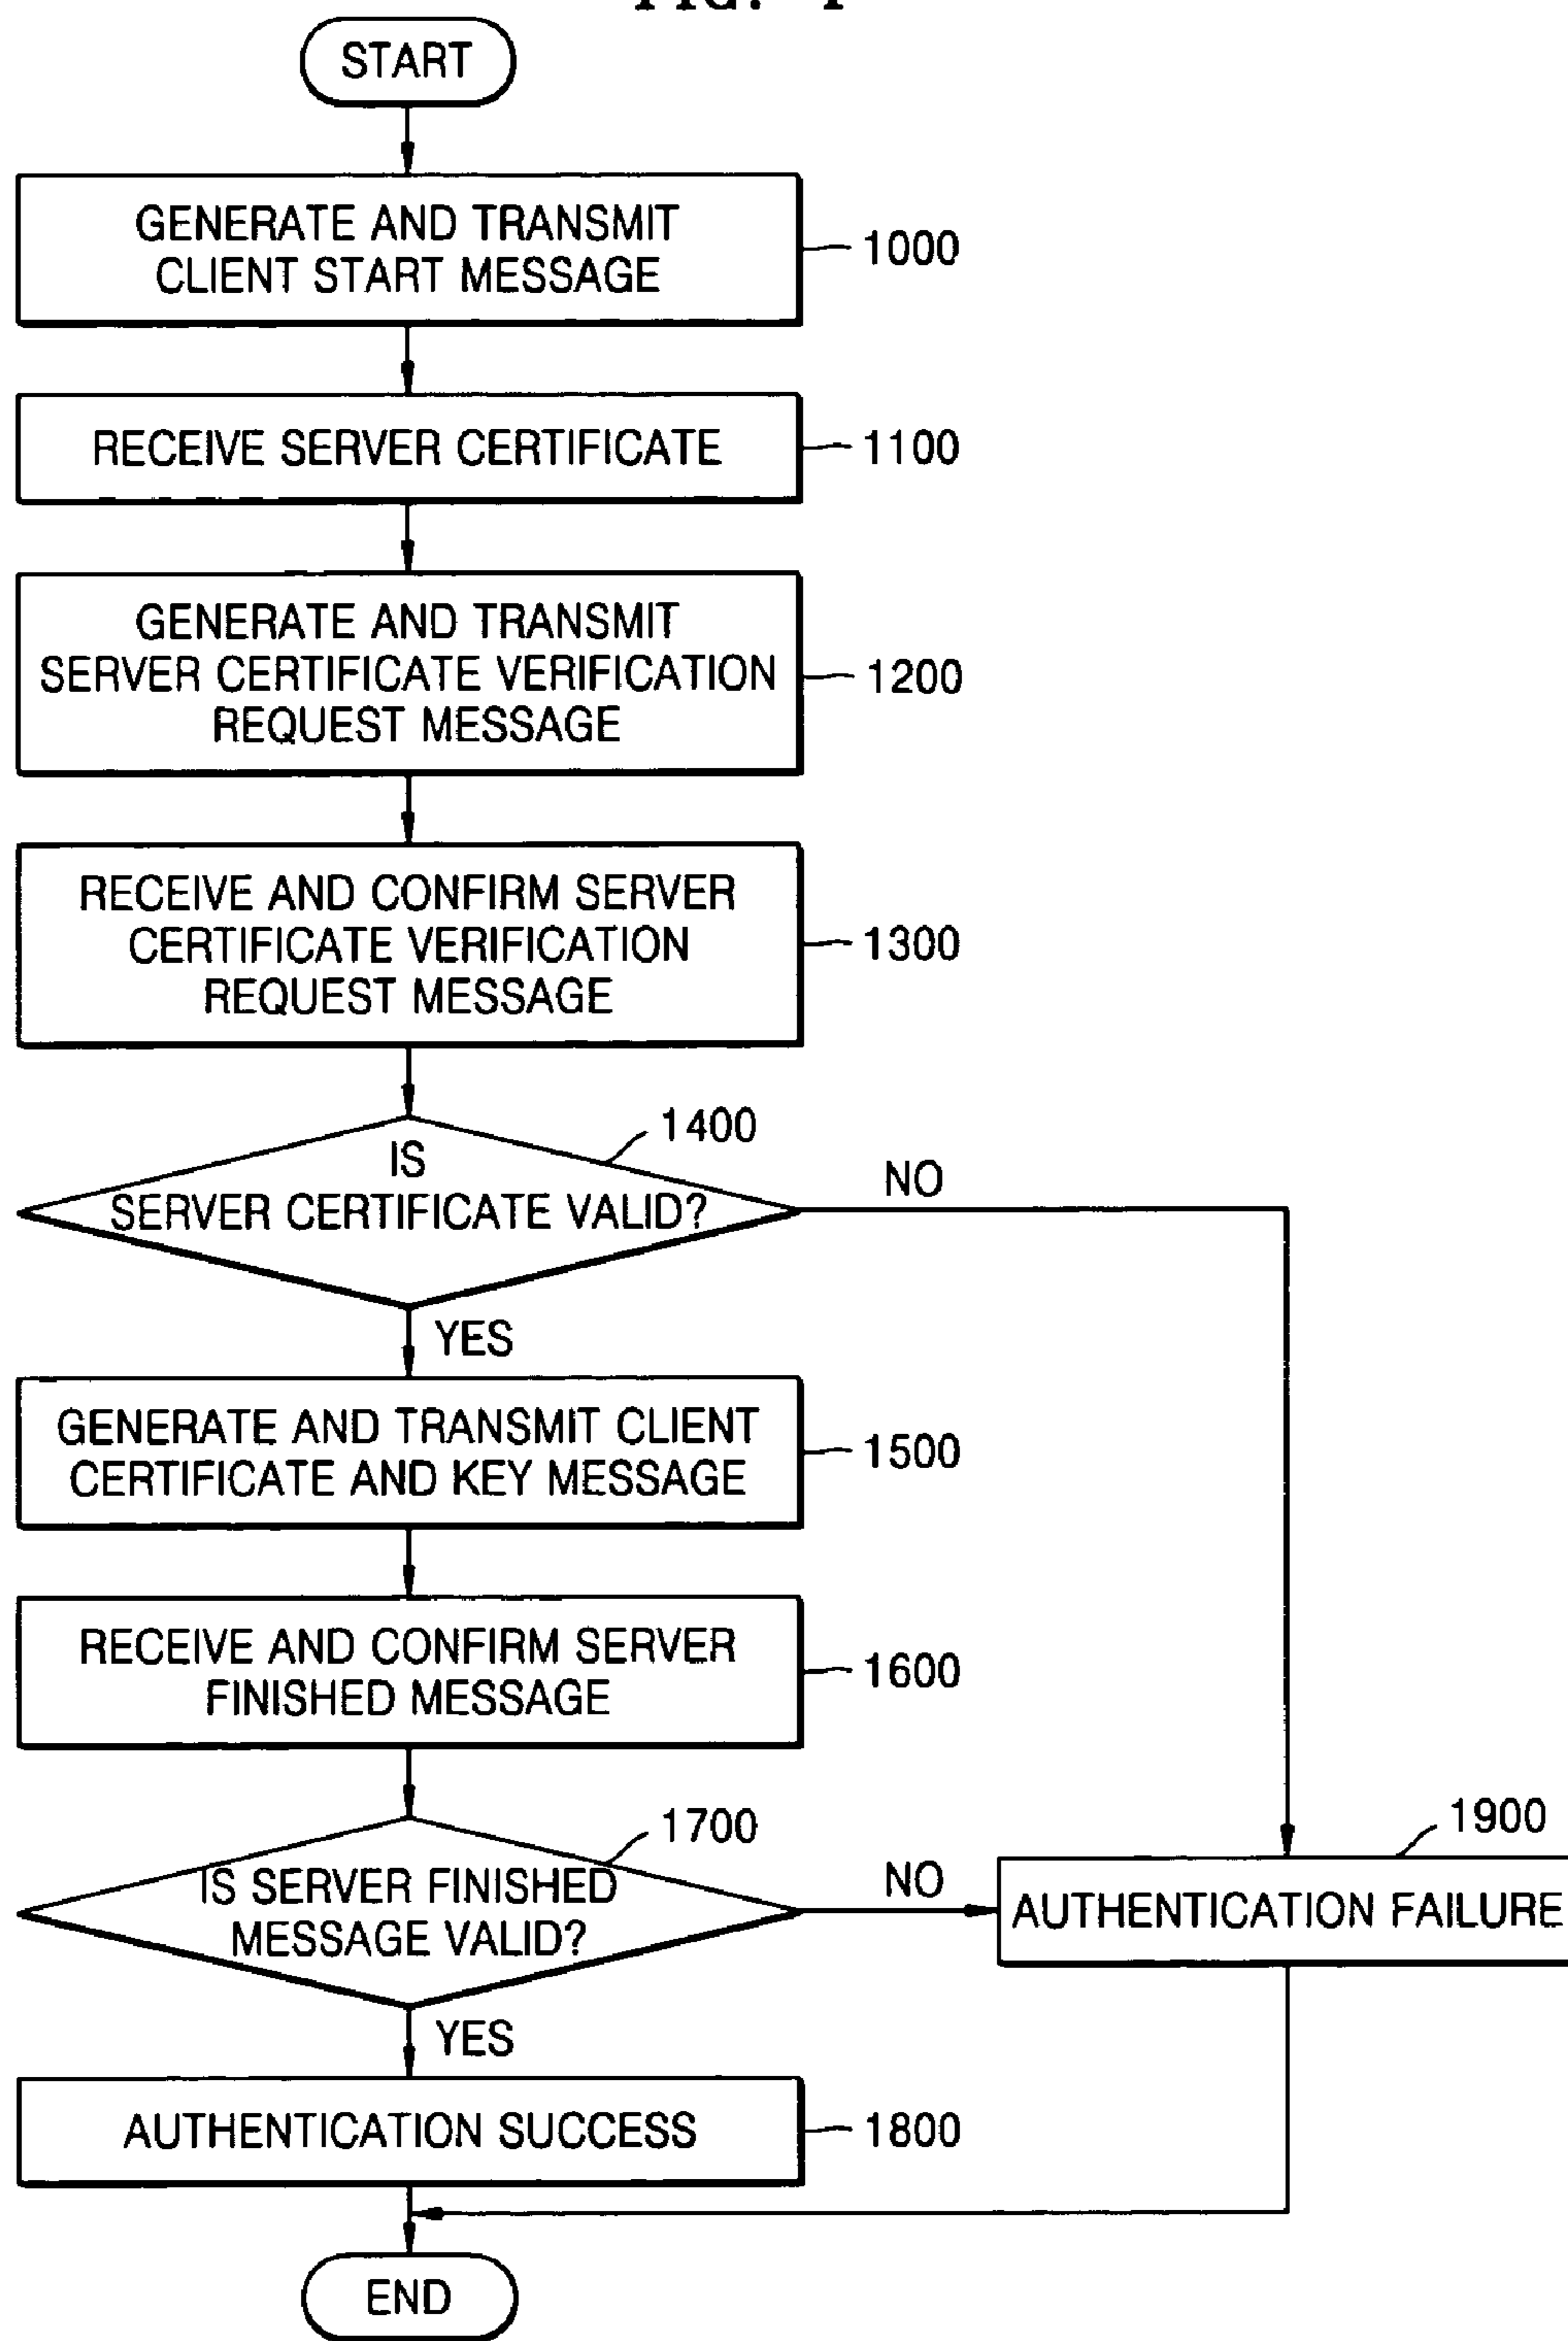 START
GENERATE AND TRANSMIT
CLIENT START MESSAGE
1000
RECEIVE SERVER CERTIFICATE
1100
GENERATE AND TRANSMIT
SERVER CERTIFICATE VERIFICATION
REQUEST MESSAGE
1200
RECEIVE AND CONFIRM SERVER
CERTIFICATE VERIFICATION
REQUEST MESSAGE
1300
1400
IS
SERVER CERTIFICATE VALID?
NO
YES
GENERATE AND TRANSMIT CLIENT
CERTIFICATE AND KEY MESSAGE
1500
RECEIVE AND CONFIRM SERVER
FINISHED MESSAGE
1600
1700
IS SERVER FINISHED
MESSAGE VALID?
NO
1900
AUTHENTICATION FAILURE
YES
AUTHENTICATION SUCCESS
1800
END